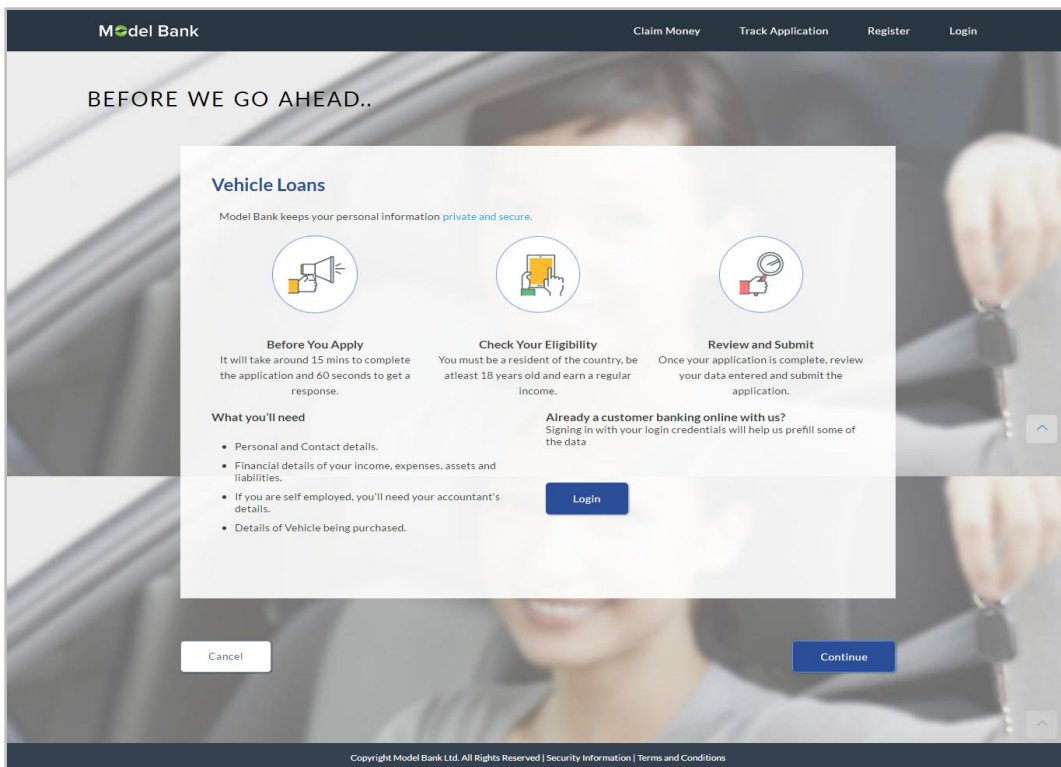 Model Bank
Claim Money Track Application Register Login
BEFORE WE GO AHEAD..
Vehicle Loans
Model Bank keeps your personal information private and secure.
Before You Apply
It will take around 15 mins to complete
the application and 60 seconds to get a
response.
Check Your Eligibility
You must be a resident of the country, be
atleast 18 years old and earn a regular
income.
Review and Submit
Once your application is complete, review
your data entered and submit the
application.
What you'll need
• Personal and Contact details.
• Financial details of your income, expenses, assets and
liabilities.
• If you are self employed, you'll need your accountant's
details.
• Details of Vehicle being purchased.
Already a customer banking online with us?
Signing in with your login credentials will help us prefill some of
the data
Login
Cancel
Continue
Copyright Model Bank Ltd. All Rights Reserved | Security Information | Terms and Conditions